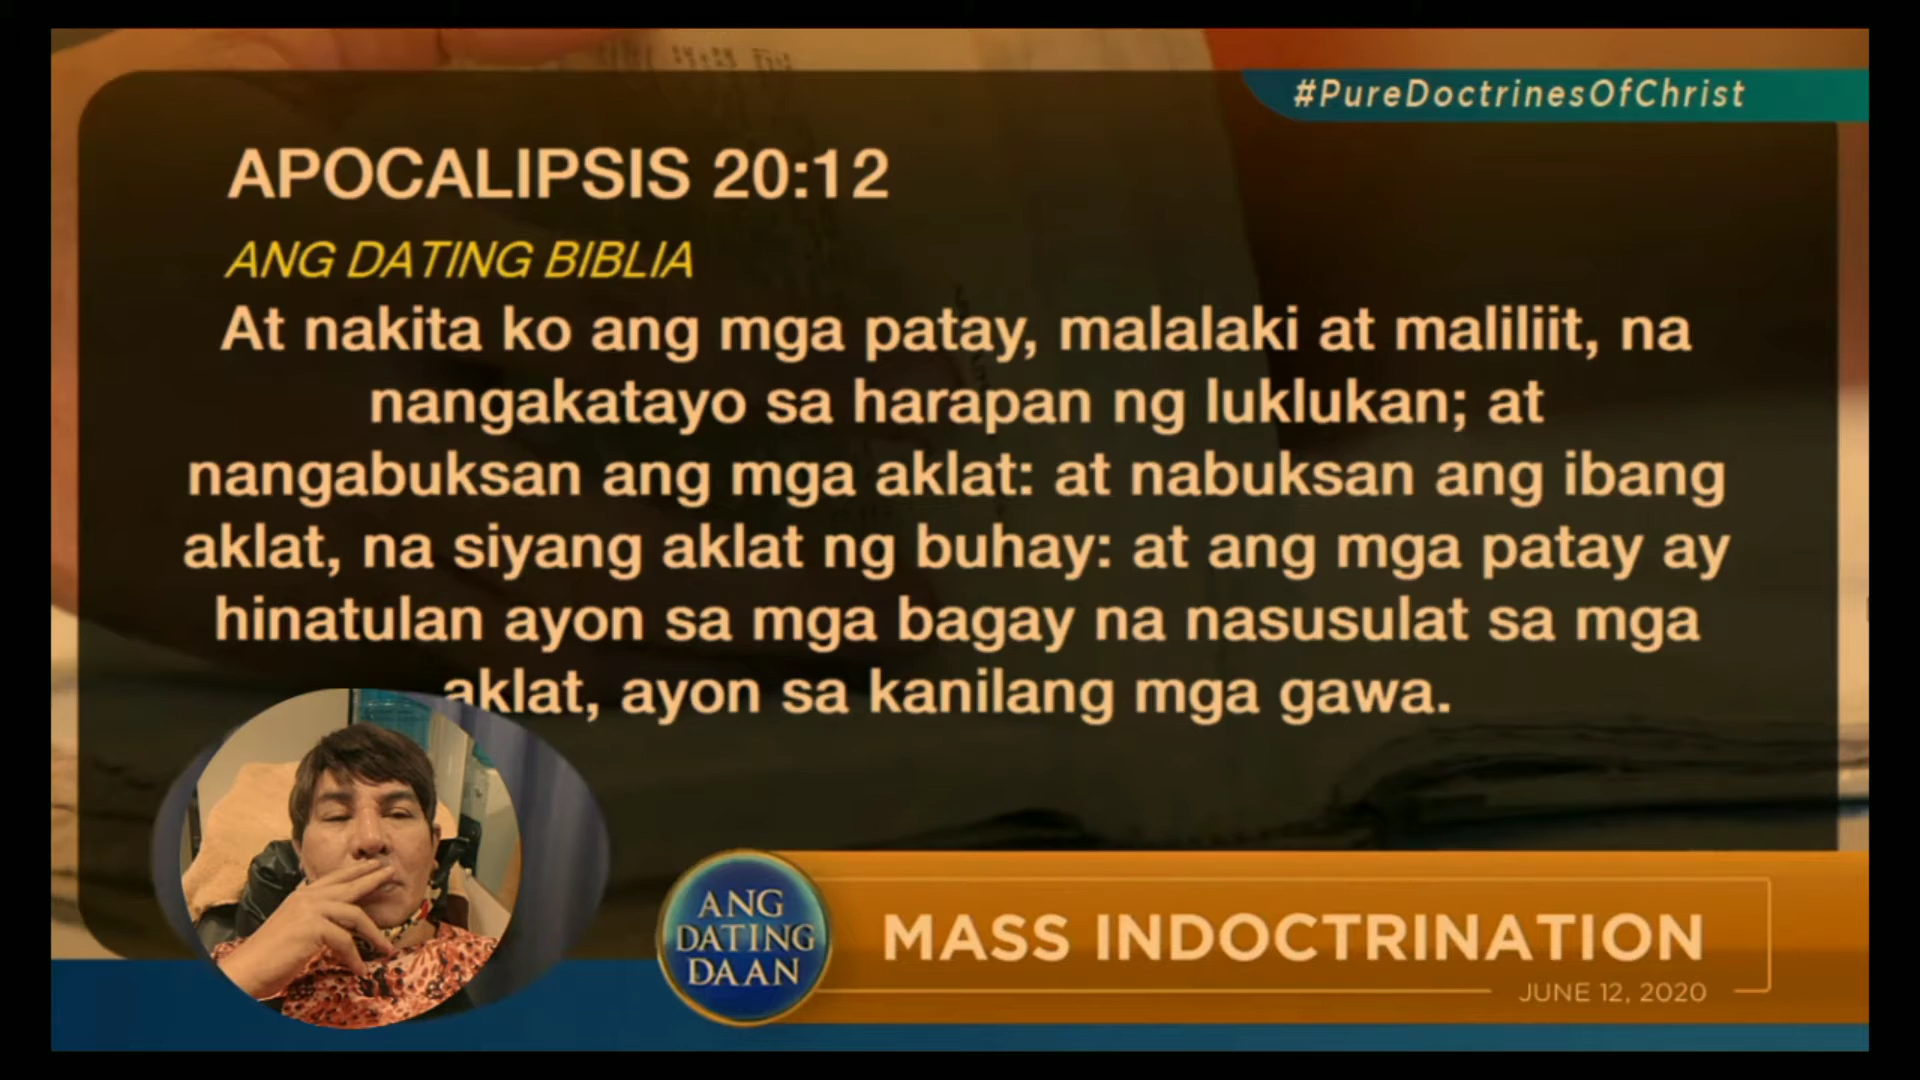 #PureDoctrinesOfChrist
APOCALIPSIS 20:12
ANG DATING BIBLIA
At nakita ko ang mga patay, malalaki at maliliit, na
nangakatayo sa harapan ng luklukan; at
nangabuksan ang mga aklat: at nabuksan ang ibang
aklat, na siyang aklat ng buhay: at ang mga patay ay
hinatulan ayon sa mga bagay na nasusulat sa mga
aklat, ayon sa kanilang mga gawa.
ANG
DATING
DAAN
MASS INDOCTRINATION
JUNE 12, 2020